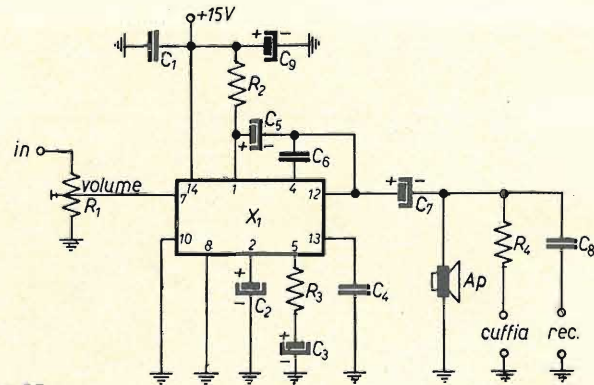 +15V
+ -
C1
C9
R2
C5
+ -
C6
in
volume
R1
7
14
1
4
12
X1
10
8
2
5
13
+ -
C7
R4
C8
Ap
+
-
C2
R3
C4
+
-
C3
cuffia
rec.